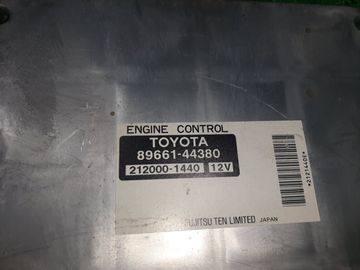 ENGINE CONTROL
TOYOTA
89661-44380
212000-1440 12V
FUJITSU TEN LIMITED JAPAN